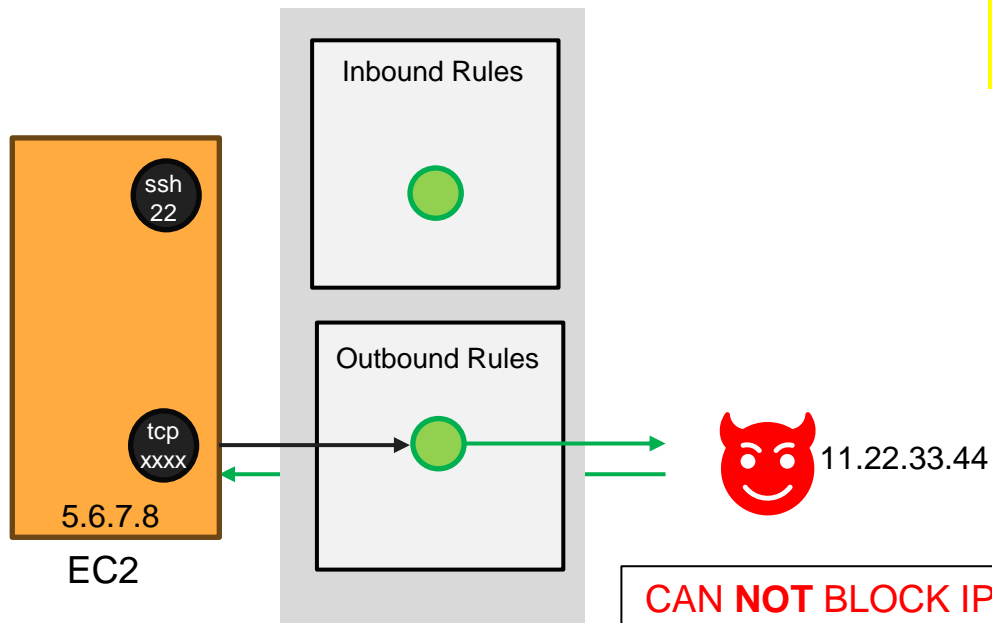 Inbound Rules
ssh
22
Outbound Rules
tcp
xxxx
11.22.33.44
5.6.7.8
EC2
CAN NOT BLOCK IP